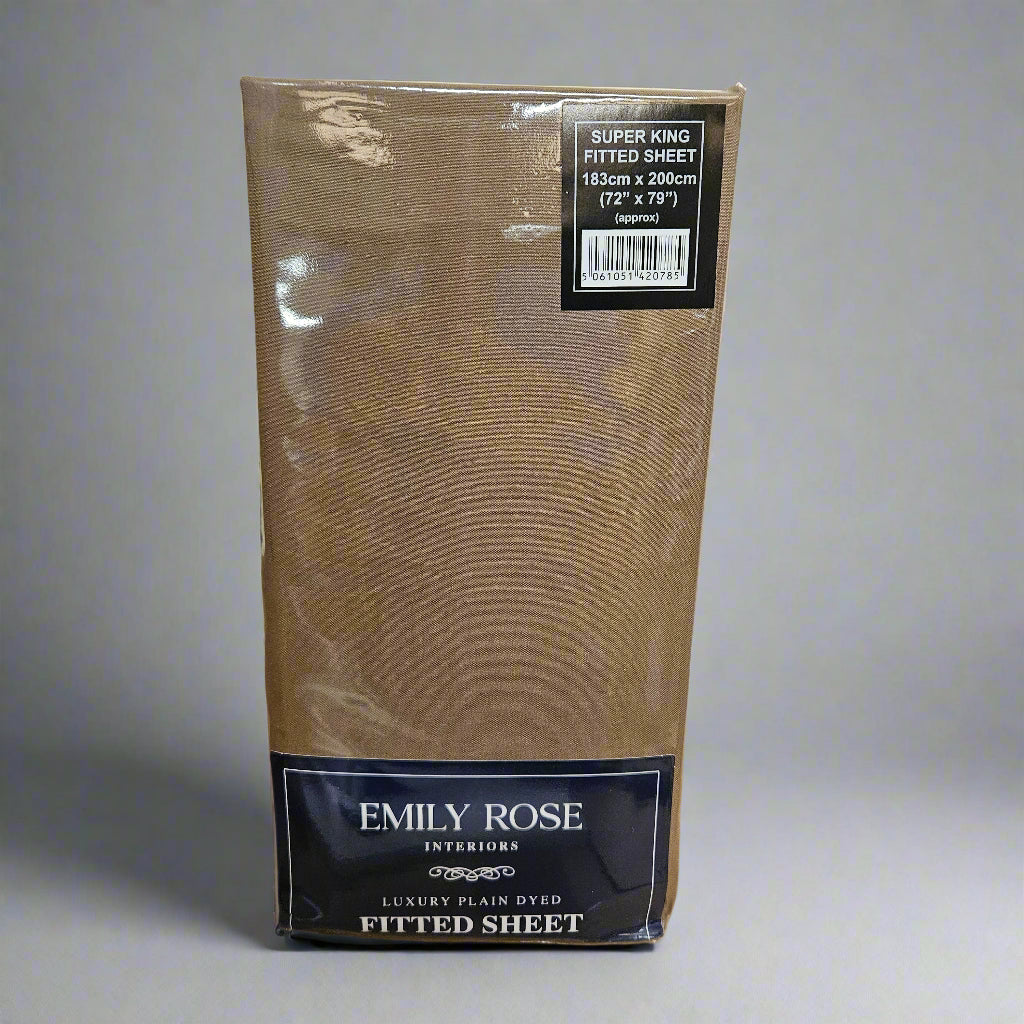 SUPER KING
FITTED SHEET
183cm x 200cm
(72” x 79”)
(approx)
5 061051 420785
EMILY ROSE
INTERIORS
LUXURY PLAIN DYED
FITTED SHEET